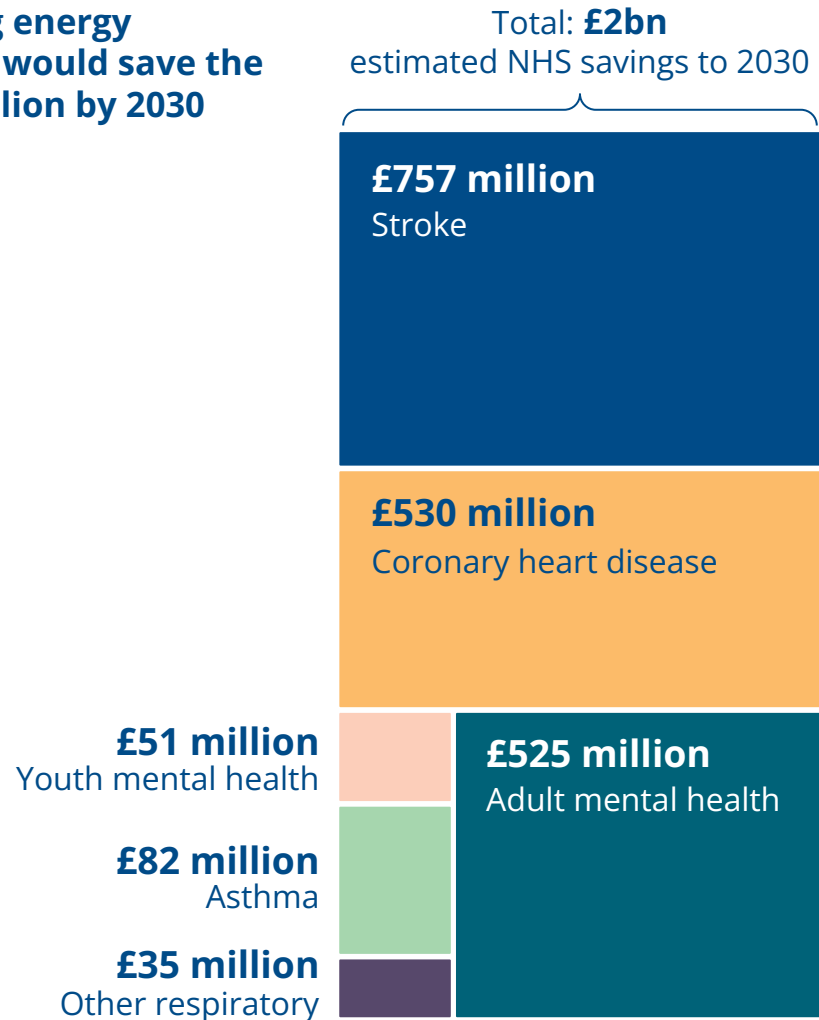 energy
would save the
lion by 2030
Total: £2bn
estimated NHS savings to 2030
£757 million
Stroke
£530 million
Coronary heart disease
£51 million
Youth mental health
£525 million
Adult mental health
£82 million
Asthma
£35 million
Other respiratory